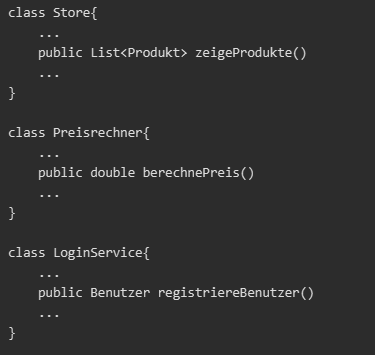 class Store{
    ...
    public List<Produkt> zeigeProdukte()
    ...
}
class Preisrechner{
    ...
    public double berechnePreis()
    ...
}
class LoginService{
    ...
    public Benutzer registriereBenutzer()
    ...
}